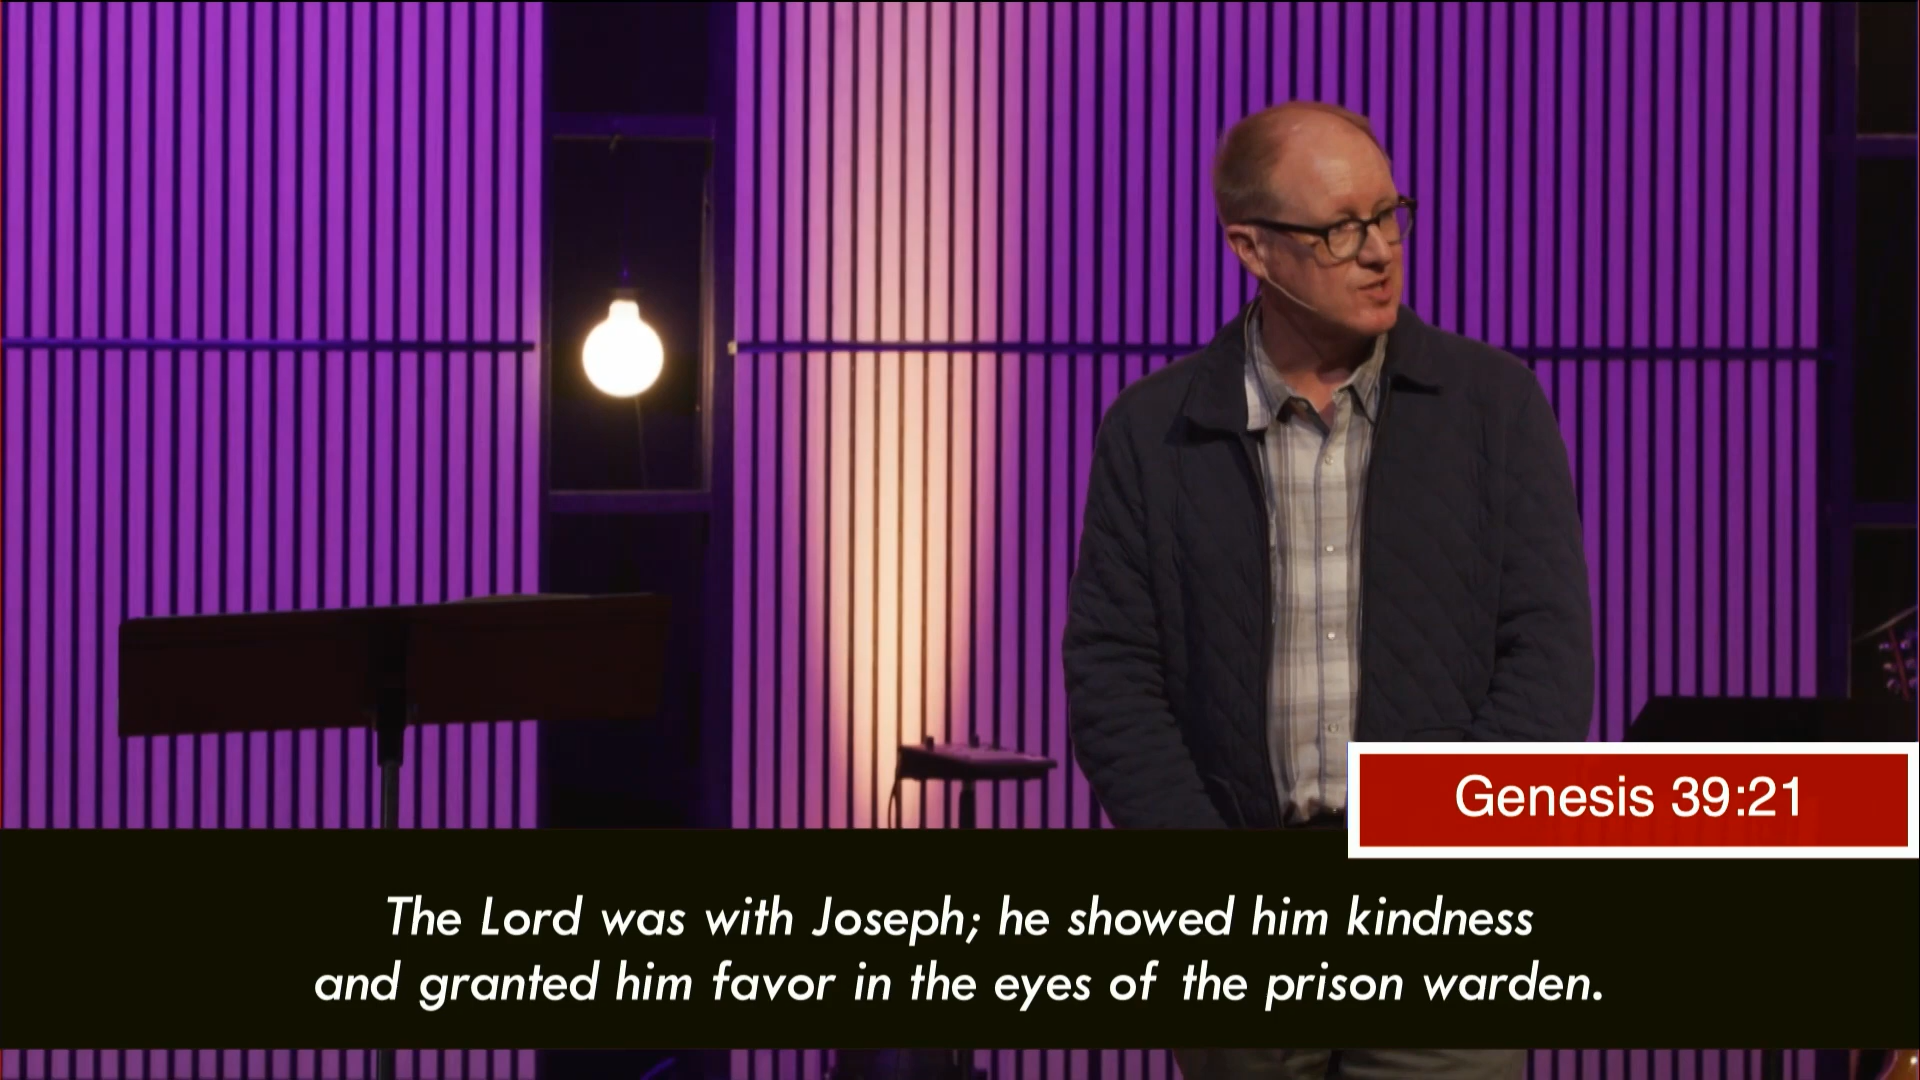 Genesis 39:21
The Lord was with Joseph; he showed him kindness
and granted him favor in the eyes of the prison warden.